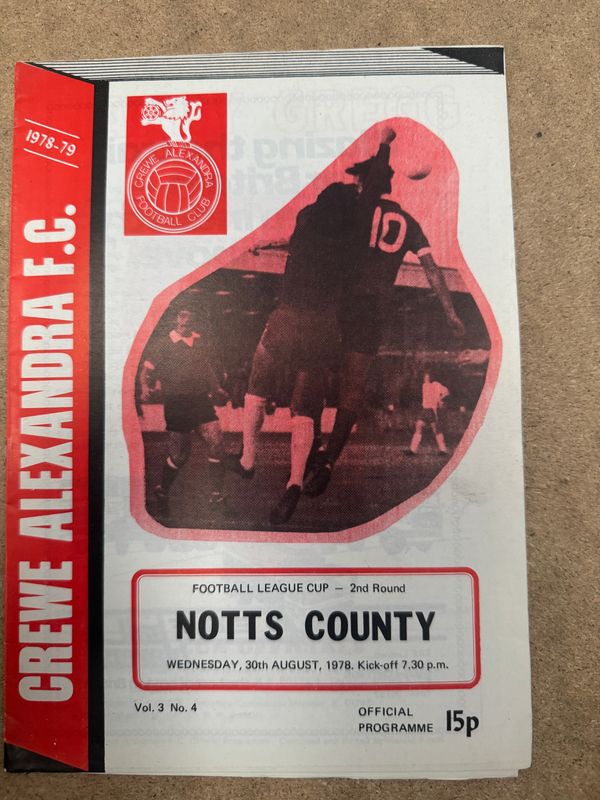 1978-79
CREWE ALEXANDRA F.C.
CREWE ALEXANDRA
FOOTBALL CLUB
10
FOOTBALL LEAGUE CUP — 2nd Round
NOTTS COUNTY
WEDNESDAY, 30th AUGUST, 1978. Kick-off 7.30 p.m.
Vol. 3 No. 4
OFFICIAL
PROGRAMME 15p